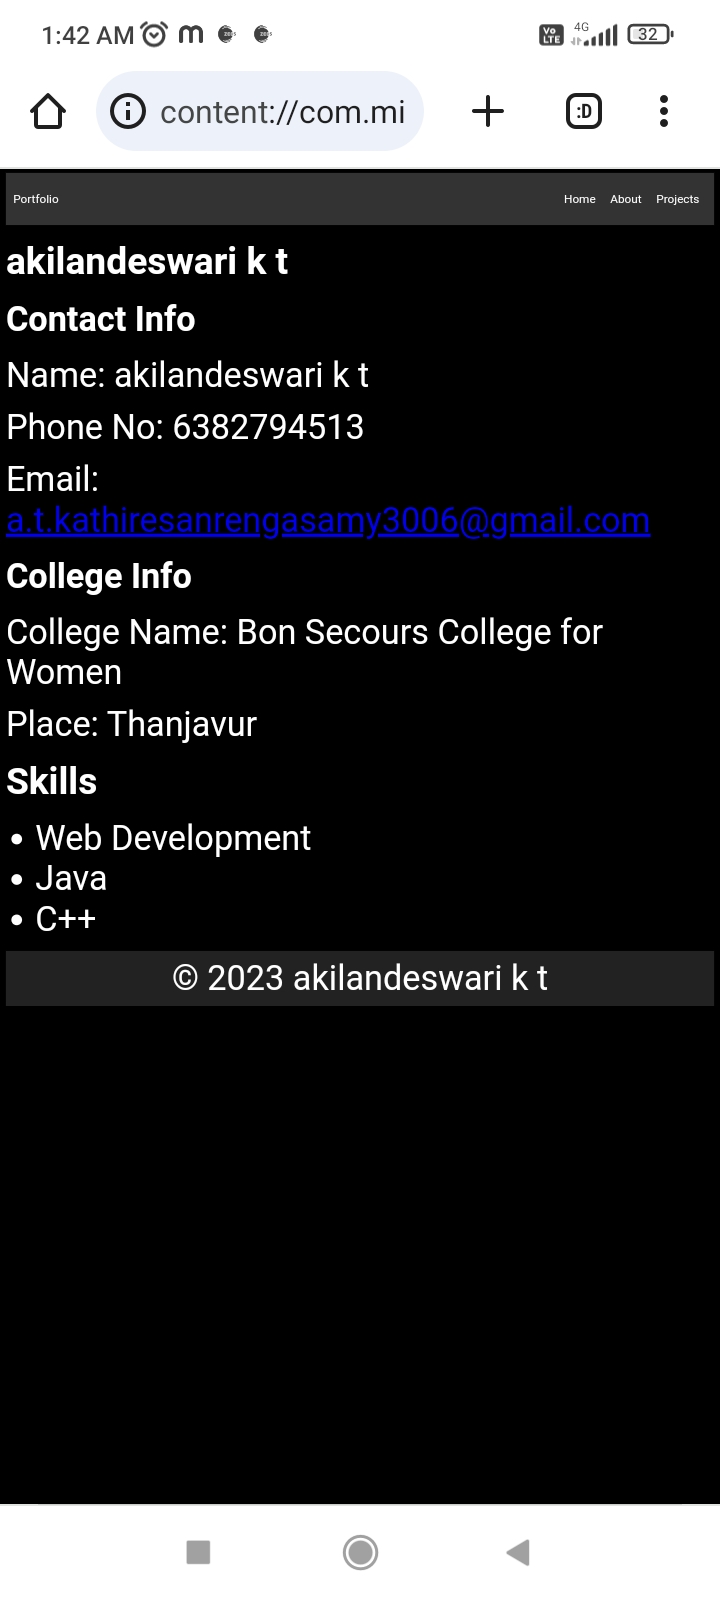 1:42 AM
Vo LTE 4G 32
content://com.mi
:D
Portfolio Home About Projects
akilandeswari k t
Contact Info
Name: akilandeswari k t
Phone No: 6382794513
Email:
a.t.kathiresanrengasamy3006@gmail.com
College Info
College Name: Bon Secours College for
Women
Place: Thanjavur
Skills
• Web Development
• Java
• C++
© 2023 akilandeswari k t